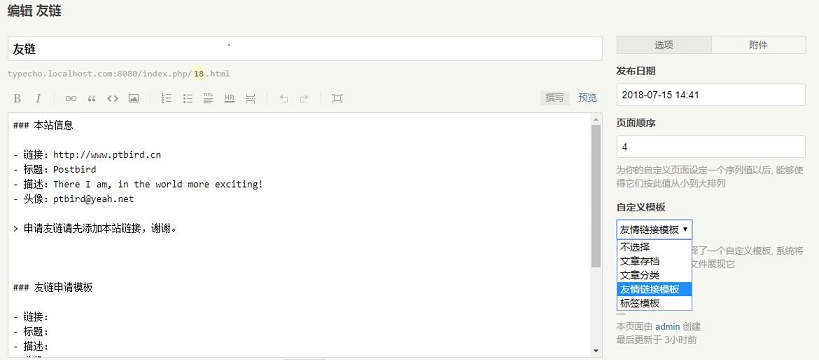 编辑 友链
友链
typecho.localhost.com:8080/index.php/18.html
B I HR 撰写 预览
### 本站信息
- 链接：http://www.ptbird.cn
- 标题：Postbird
- 描述：There I am, in the world more exciting!
- 头像：ptbird@yeah.net
> 申请友链请先添加本站链接，谢谢。
### 友链申请模板
- 链接：
- 标题：
- 描述：
选项 附件
发布日期
2018-07-15 14:41
页面顺序
4
为你的自定义页面设定一个序列值以后, 能够使
得它们按此值从小到大排列
自定义模板
友情链接模板
不选择
择了一个自定义模板, 系统将
文章存档
文件展现它
文章分类
友情链接模板
标签模板
本页面由 admin 创建
最后更新于 3小时前